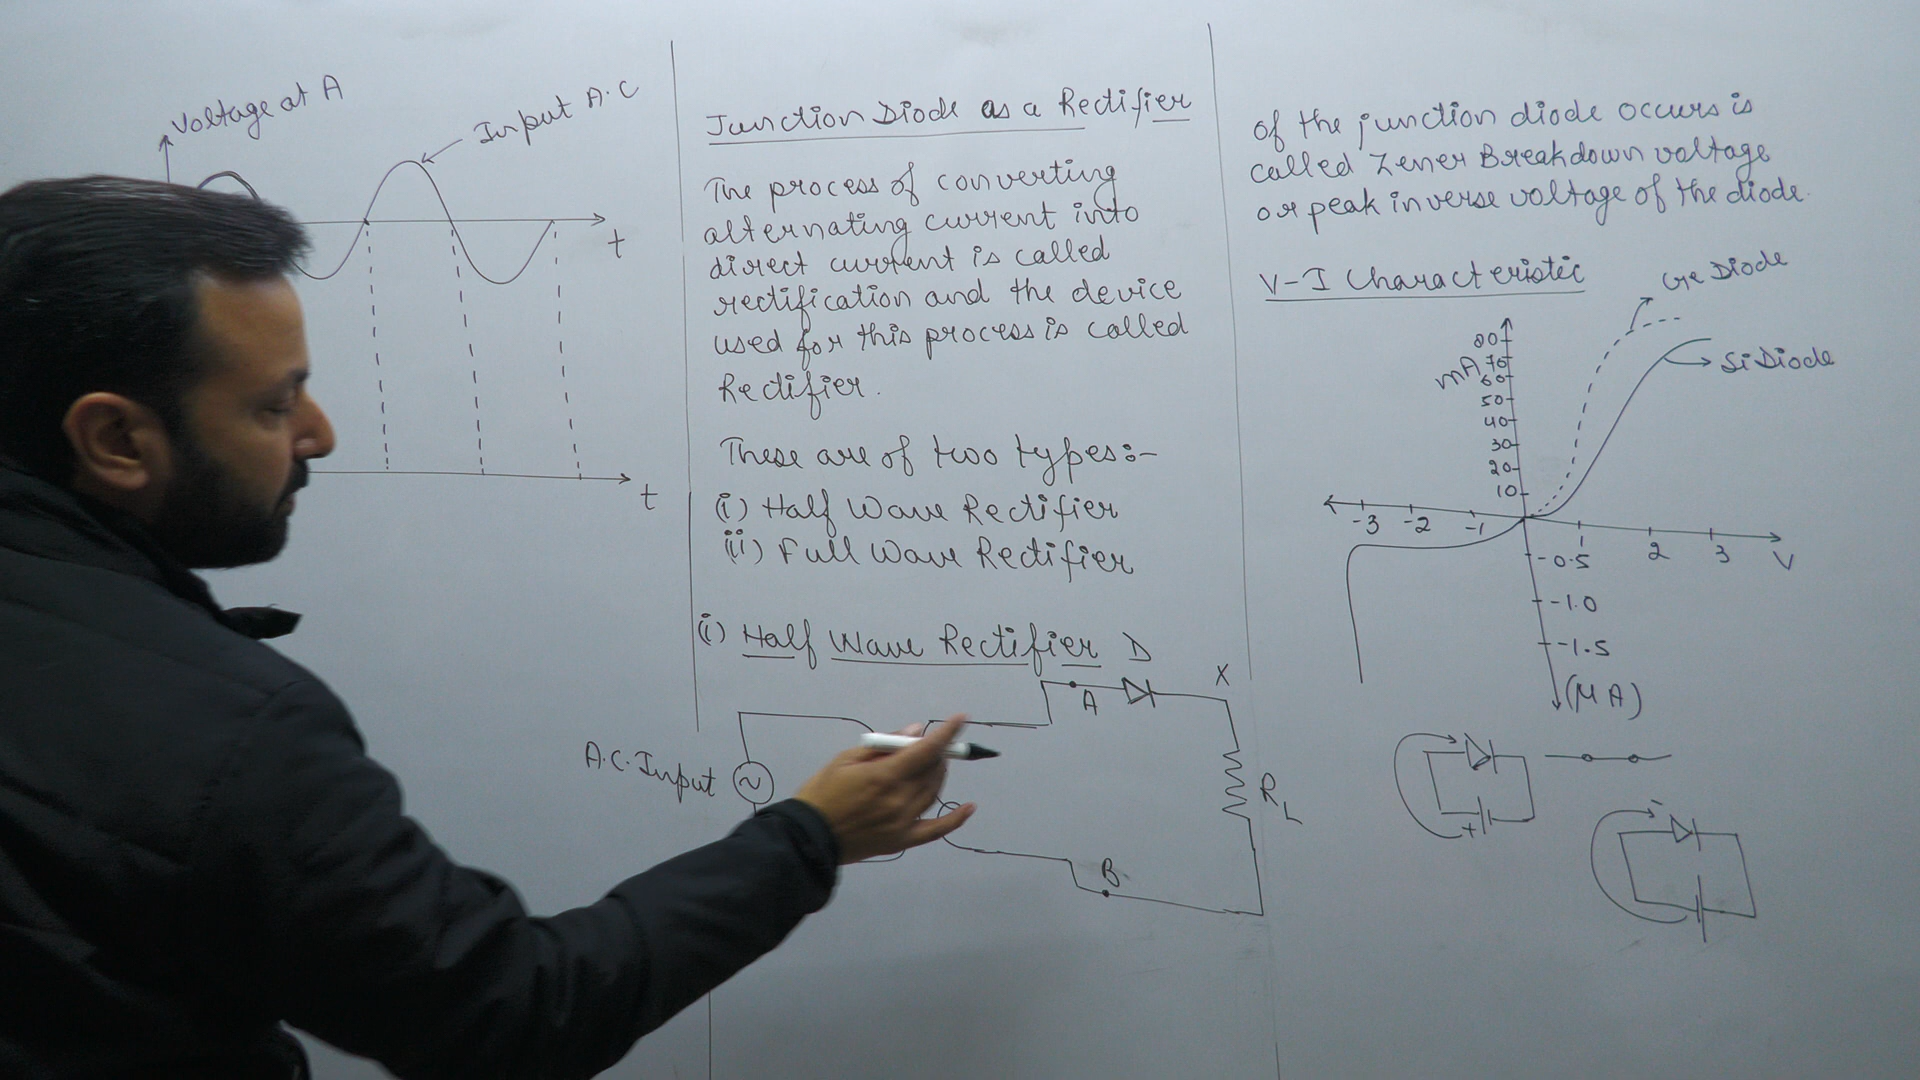 Voltage at A
Input A.C
t
t
Junction Diode as a Rectifier
The process of converting
alternating current into
direct current is called
rectification and the device
used for this process is called
Rectifier.
These are of two types:-
(i) Half Wave Rectifier
(ii) Full Wave Rectifier
(i) Half Wave Rectifier
D
X
A
A.C. Input
~
B
R L
of the junction diode occurs is
called Zener Breakdown voltage
or peak inverse voltage of the diode.
V-I Characteristic
Ge Diode
Si Diode
mA
80
70
60
50
40
30
20
10
-3 -2 -1 1 2 3 V
-0.5
-1.0
-1.5
(μA)
+
-